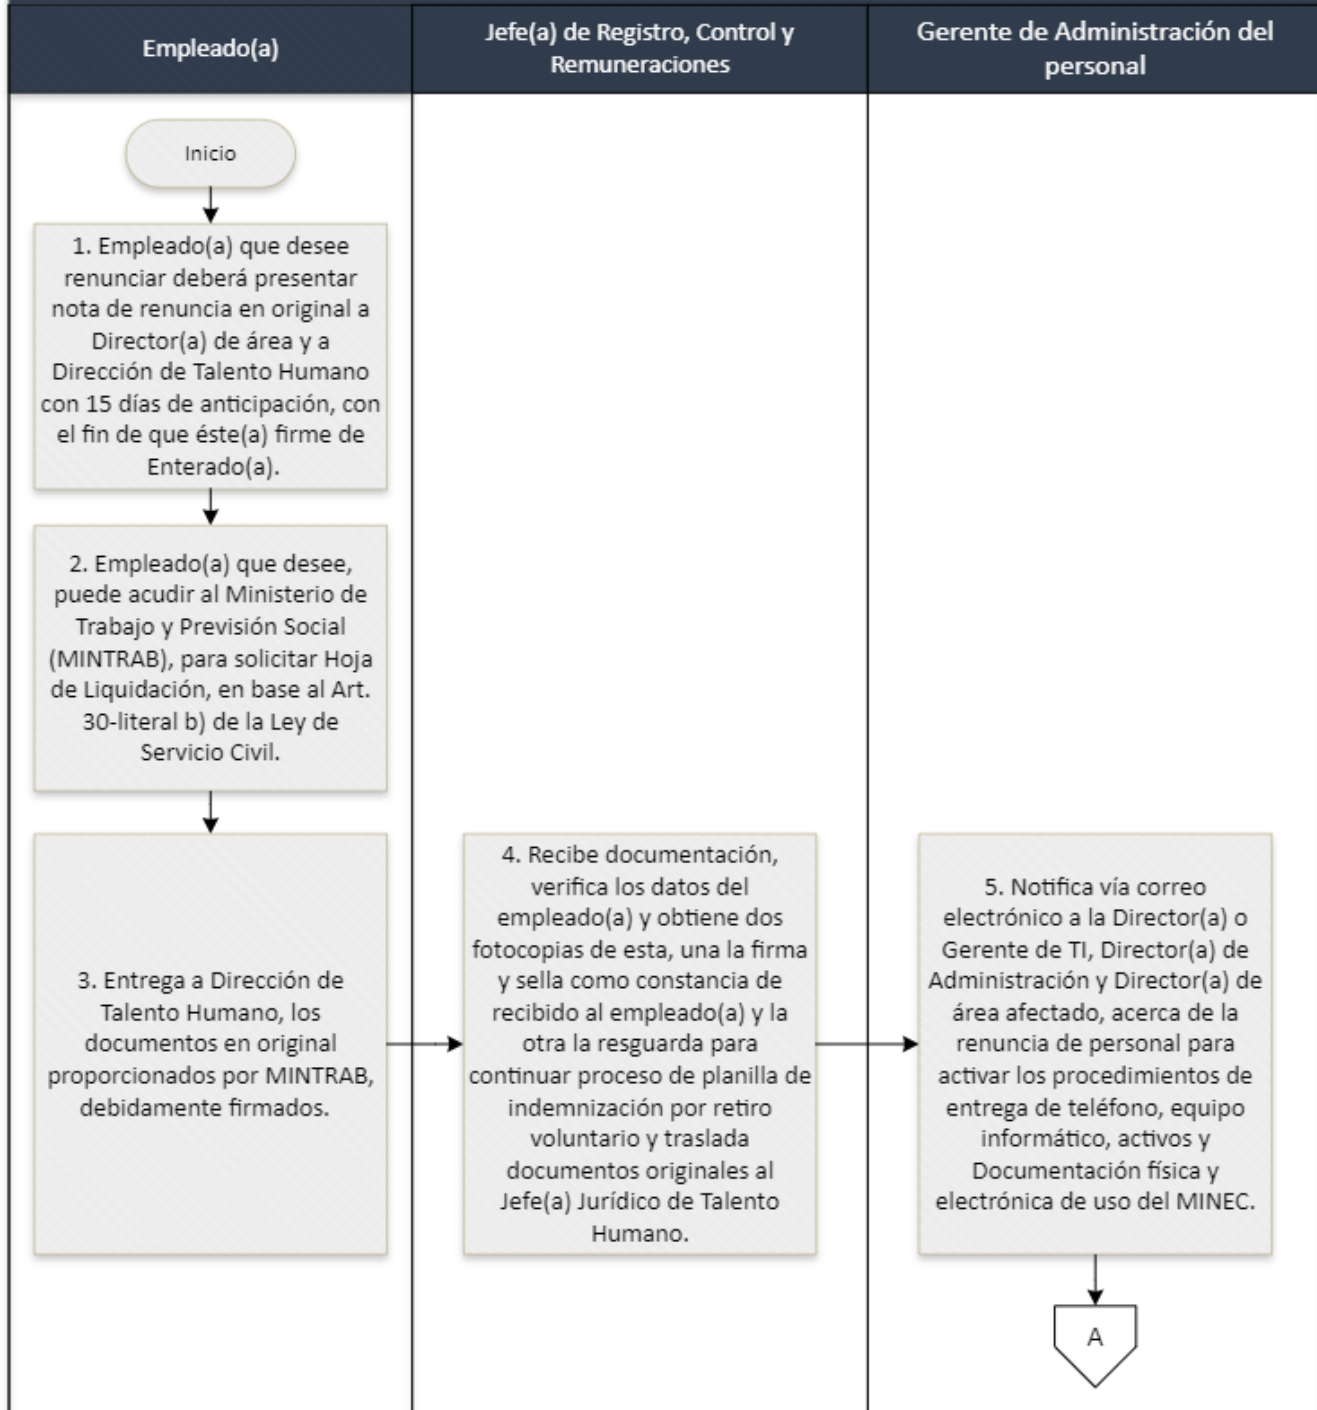 Empleado(a)
Jefe(a) de Registro, Control y
Remuneraciones
Gerente de Administración del
personal
Inicio
1. Empleado(a) que desee
renunciar deberá presentar
nota de renuncia en original a
Director(a) de área y a
Dirección de Talento Humano
con 15 días de anticipación, con
el fin de que éste(a) firme de
Enterado(a).
2. Empleado(a) que desee,
puede acudir al Ministerio de
Trabajo y Previsión Social
(MINTRAB), para solicitar Hoja
de Liquidación, en base al Art.
30-literal b) de la Ley de
Servicio Civil.
3. Entrega a Dirección de
Talento Humano, los
documentos en original
proporcionados por MINTRAB,
debidamente firmados.
4. Recibe documentación,
verifica los datos del
empleado(a) y obtiene dos
fotocopias de esta, una la firma
y sella como constancia de
recibido al empleado(a) y la
otra la resguarda para
continuar proceso de planilla de
indemnización por retiro
voluntario y traslada
documentos originales al
Jefe(a) Jurídico de Talento
Humano.
5. Notifica vía correo
electrónico a la Director(a) o
Gerente de TI, Director(a) de
Administración y Director(a) de
área afectado, acerca de la
renuncia de personal para
activar los procedimientos de
entrega de teléfono, equipo
informático, activos y
Documentación física y
electrónica de uso del MINEC.
A